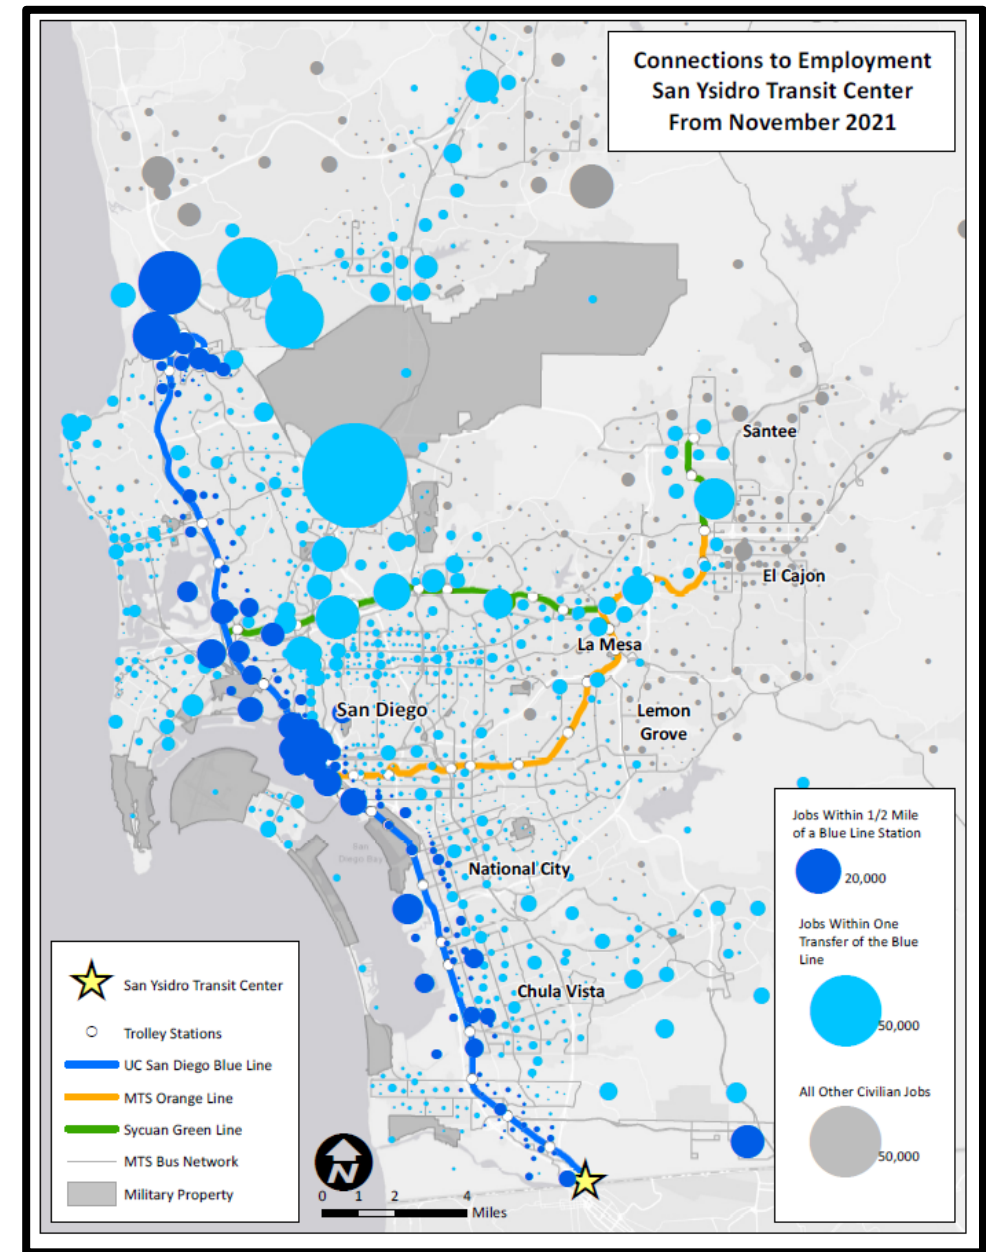 Connections to Employment
San Ysidro Transit Center
From November 2021
Santee
El Cajon
La Mesa
San Diego
Lemon
Grove
San
Diego Bay
National City
Chula Vista
Jobs Within 1/2 Mile
of a Blue Line Station
20,000
Jobs Within One
Transfer of the Blue
Line
50,000
All Other Civilian Jobs
50,000
San Ysidro Transit Center
Trolley Stations
UC San Diego Blue Line
MTS Orange Line
Sycuan Green Line
MTS Bus Network
Military Property
N
0 1 2 4
Miles